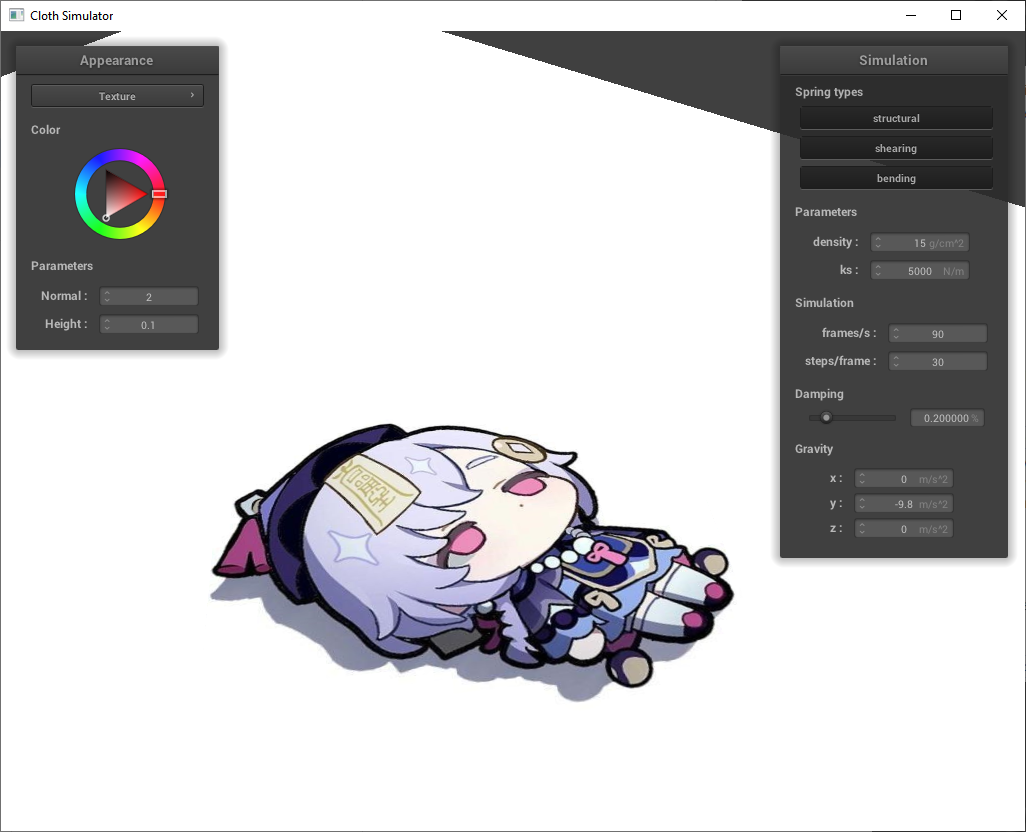 Cloth Simulator
Appearance
Texture
Color
Parameters
Normal : 2
Height : 0.1
Simulation
Spring types
structural
shearing
bending
Parameters
density : 15 g/cm^2
ks : 5000 N/m
Simulation
frames/s : 90
steps/frame : 30
Damping
0.200000 %
Gravity
x : 0 m/s^2
y : -9.8 m/s^2
z : 0 m/s^2